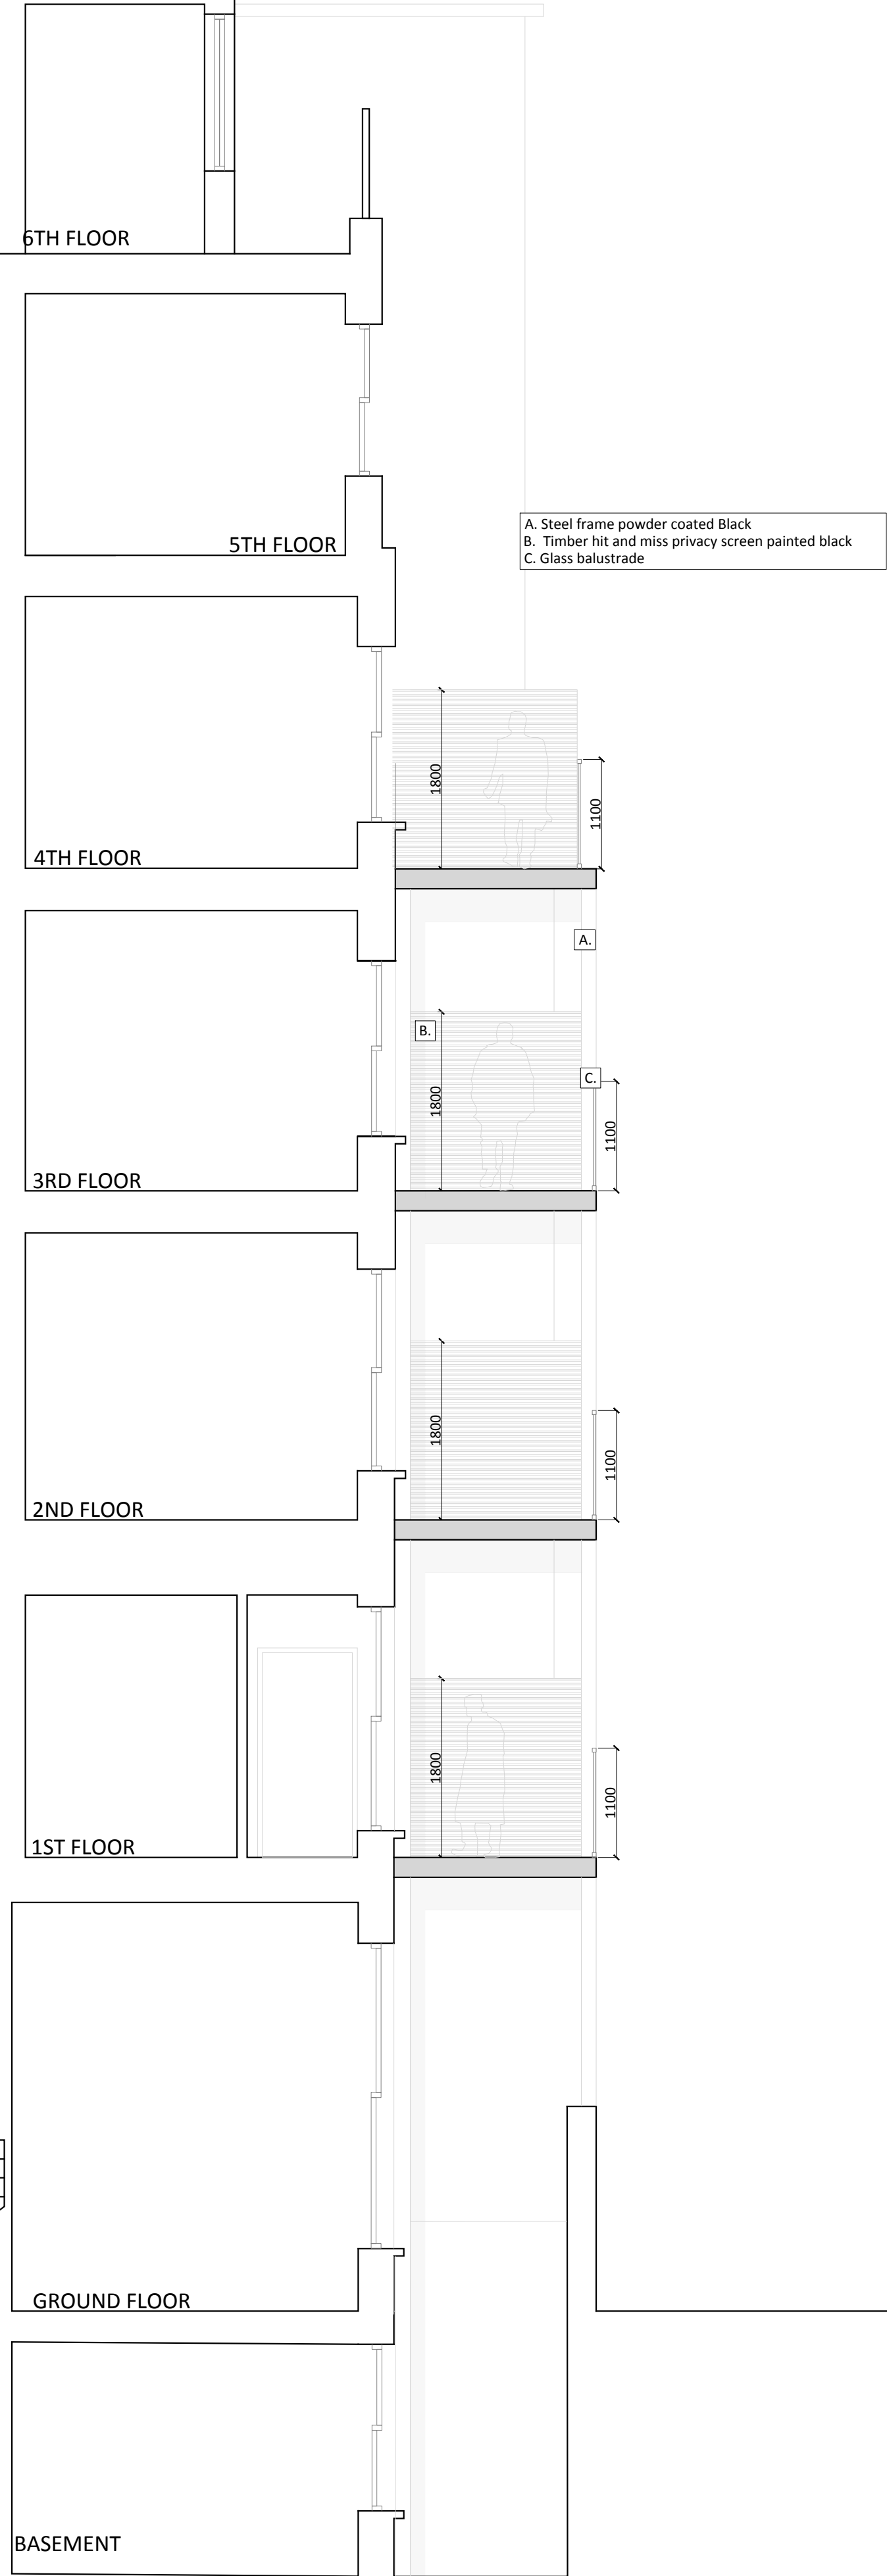 6TH FLOOR
A. Steel frame powder coated Black
B. Timber hit and miss privacy screen painted black
C. Glass balustrade
5TH FLOOR
1800
1100
4TH FLOOR
A.
B.
C.
1800
1100
3RD FLOOR
1800
1100
2ND FLOOR
1800
1100
1ST FLOOR
GROUND FLOOR
BASEMENT